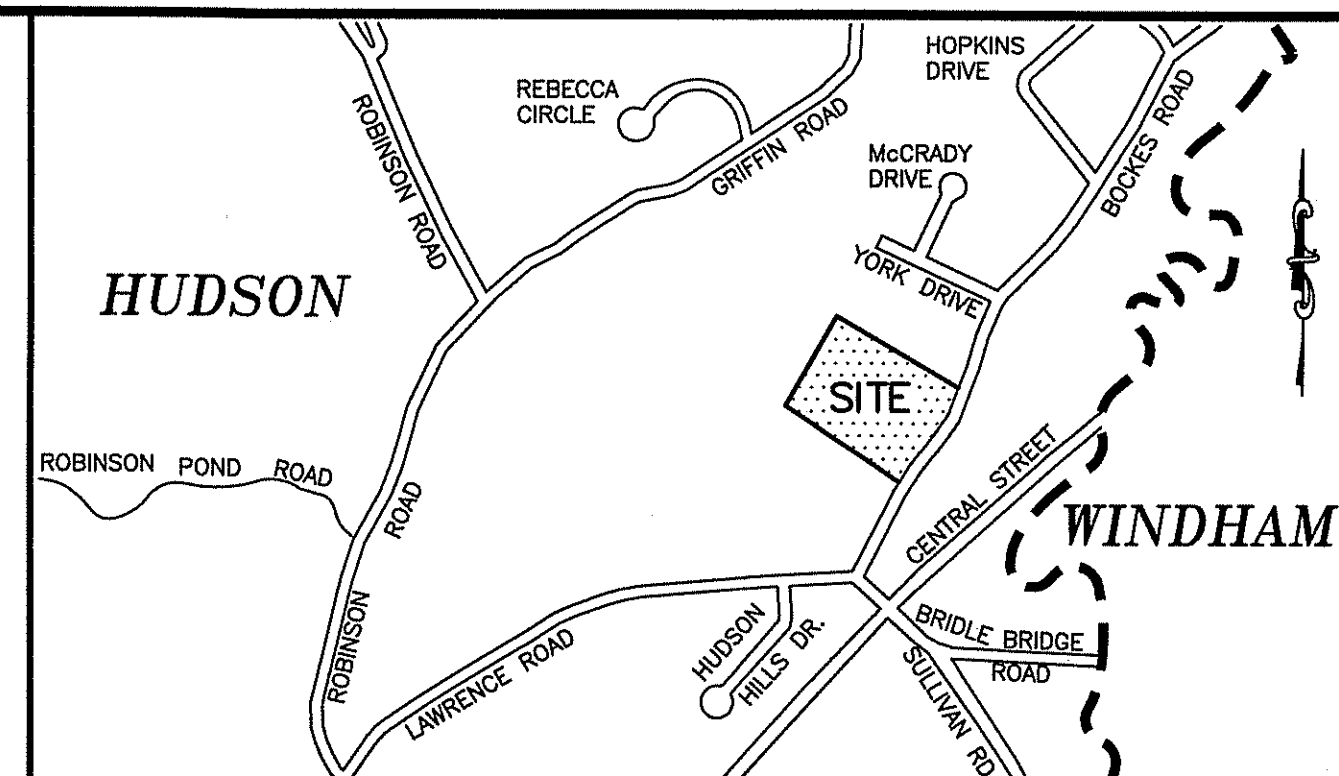 HOPKINS
DRIVE
REBECCA
CIRCLE
ROBINSON ROAD
GRIFFIN ROAD
BOCKES ROAD
McCRADY
DRIVE
YORK DRIVE
HUDSON
SITE
ROBINSON POND ROAD
ROAD
CENTRAL STREET
WINDHAM
ROBINSON
HUDSON
HILLS DR.
BRIDLE BRIDGE
ROAD
LAWRENCE ROAD
SULLIVAN RD.